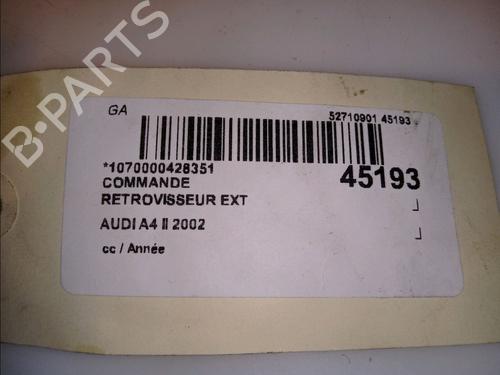 B-PARTS
GA
52710901 45193
*1070000428351
45193
COMMANDE
RETROVISSEUR EXT
AUDI A4 II 2002
cc / Année